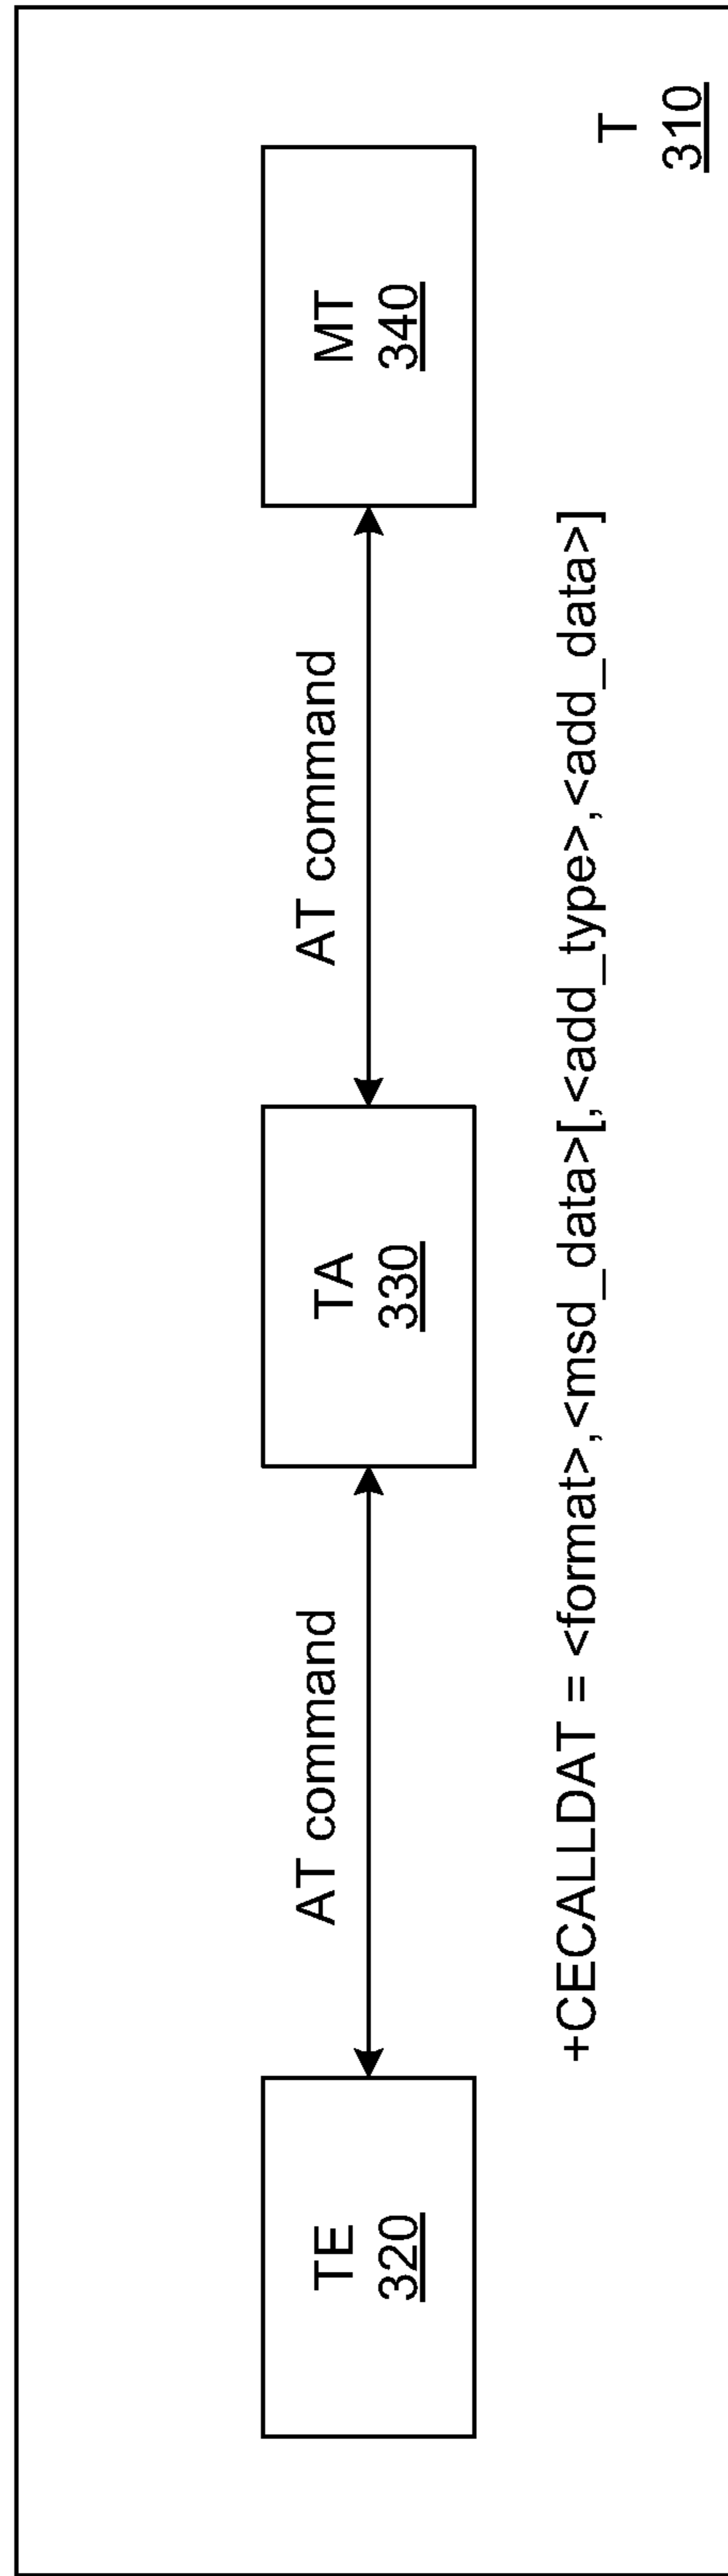 AT command
AT command
TE
320
TA
330
MT
340
+CECALLDAT = <format>,<msd_data>[,<add_type>,<add_data>]
T
310